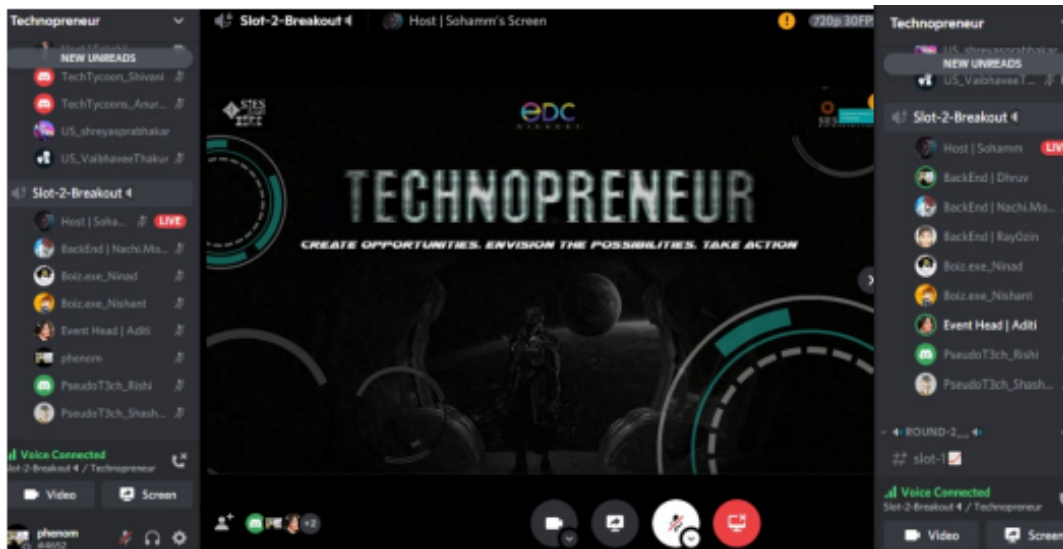 Technopreneur
NEW UNREADS
TechTycoon_Shivani
TechTycoons_Anur...
US_shreyasprabhakar
US_VaibhaveeThakur
Slot-2-Breakout
Host | Soha...
LIVE
BackEnd | Nachi.Mo...
Boiz.exe_Ninad
Boiz.exe_Nishant
Event Head | Aditi
phenom
PseudoT3ch_Rishi
PseudoT3ch_Shash...
Voice Connected
Slot-2-Breakout / Technopreneur
Video
Screen
phenom
Slot-2-Breakout
Host | Sohamm's Screen
720p 30FPS
SIES
EDC
TECHNOPRENEUR
CREATE OPPORTUNITIES. ENVISION THE POSSIBILITIES. TAKE ACTION
+2
Technopreneur
US_shreyasprabhakar
NEW UNREADS
US_VaibhaveeT...
Slot-2-Breakout
Host | Sohamm
BackEnd | Dhruv
BackEnd | Nachi.Mo...
BackEnd | RayOzin
Boiz.exe_Ninad
Boiz.exe_Nishant
Event Head | Aditi
PseudoT3ch_Rishi
PseudoT3ch_Shash...
ROUND-2__
# slot-1
Voice Connected
Slot-2-Breakout / Technopreneur
Video
Screen